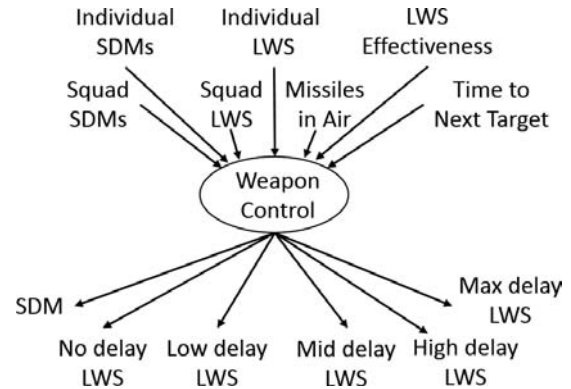 Individual
SDMs
Individual
LWS
LWS
Effectiveness
Squad
SDMs
Squad
LWS
Missiles
in Air
Time to
Next Target
Weapon
Control
SDM
No delay
LWS
Low delay
LWS
Mid delay
LWS
High delay
LWS
Max delay
LWS